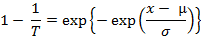 1 − 1/T = exp{− exp(x − μ / σ)}